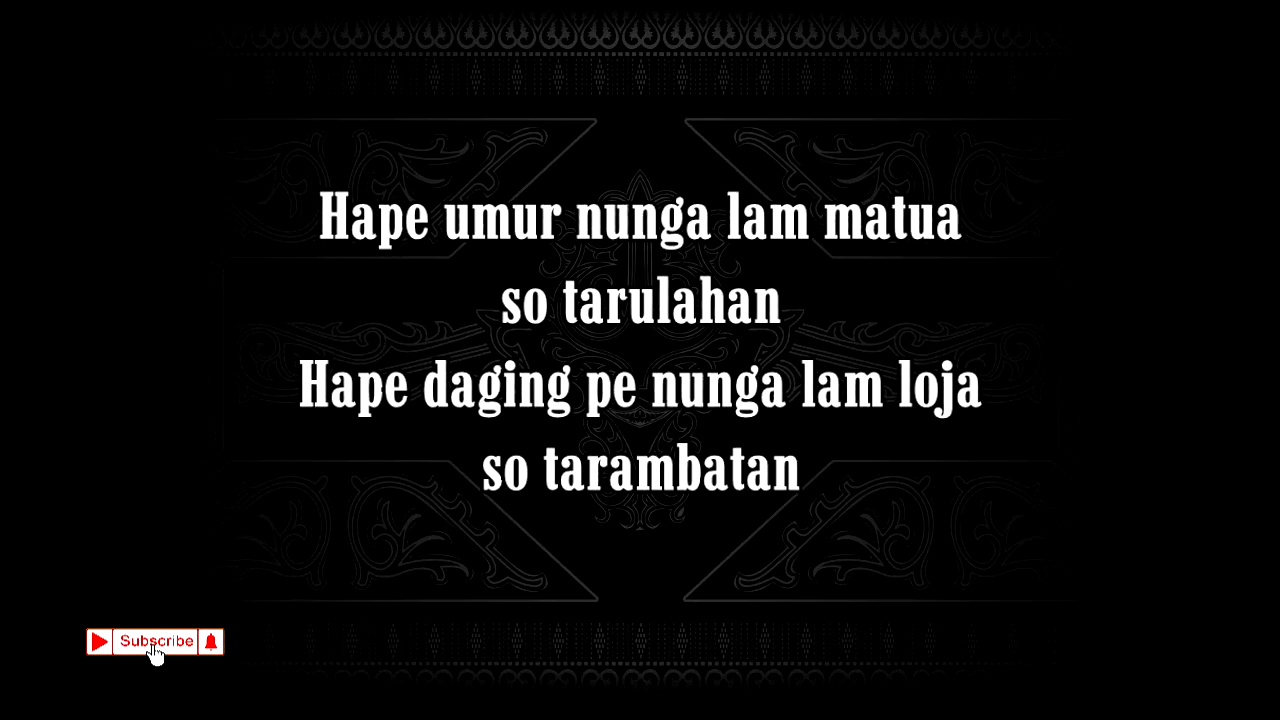 Hape umur nunga lam matua
so tarulahan
Hape daging pe nunga lam loja
so tarambatan
Subscribe